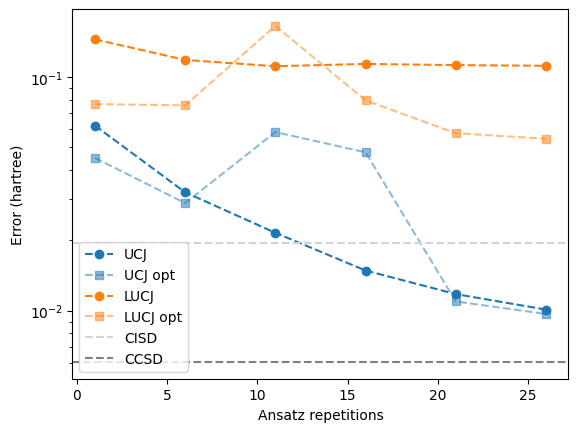 Error (hartree)
10⁻¹
10⁻²
UCJ
UCJ opt
LUCJ
LUCJ opt
CISD
CCSD
0 5 10 15 20 25
Ansatz repetitions